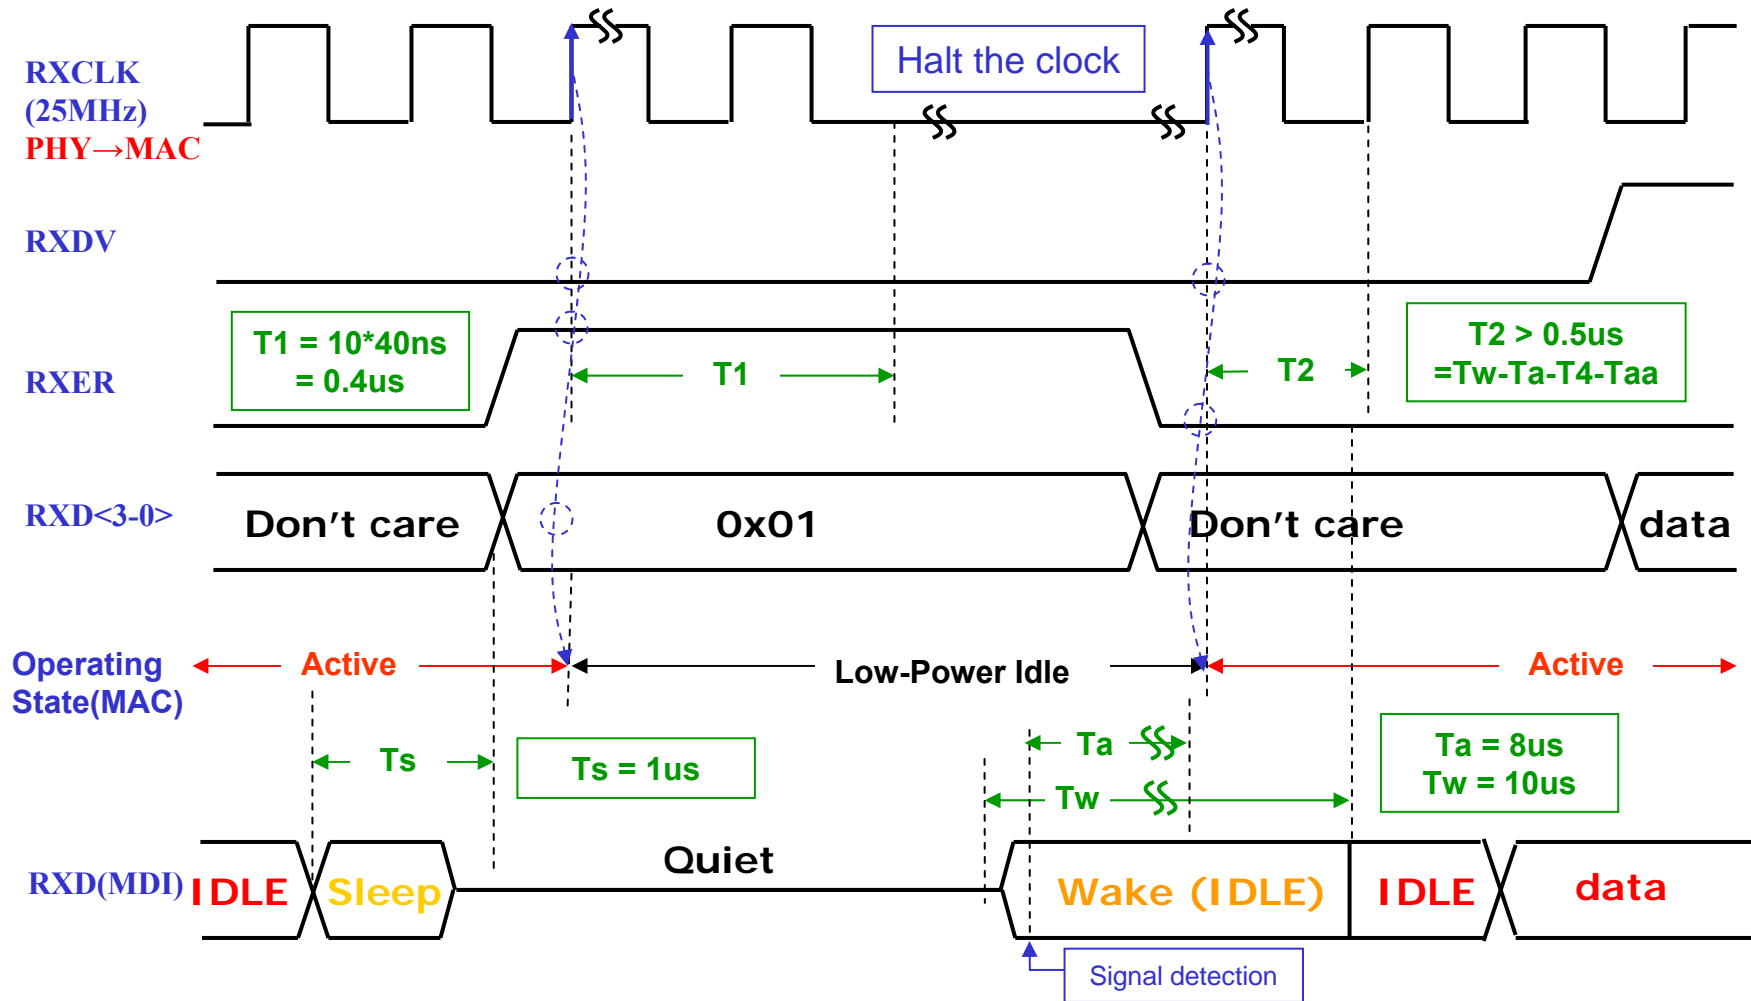 RXCLK
(25MHz)
PHY→MAC
Halt the clock
RXDV
T1 = 10*40ns
= 0.4us
T2 > 0.5us
=Tw-Ta-T4-Taa
RXER
T1
T2
RXD<3-0>
Don't care
0x01
Don't care
data
Operating
State(MAC)
Active
Low-Power Idle
Active
Ts
Ts = 1us
Ta
Tw
Ta = 8us
Tw = 10us
RXD(MDI)
IDLE
Sleep
Quiet
Wake (IDLE)
IDLE
data
Signal detection